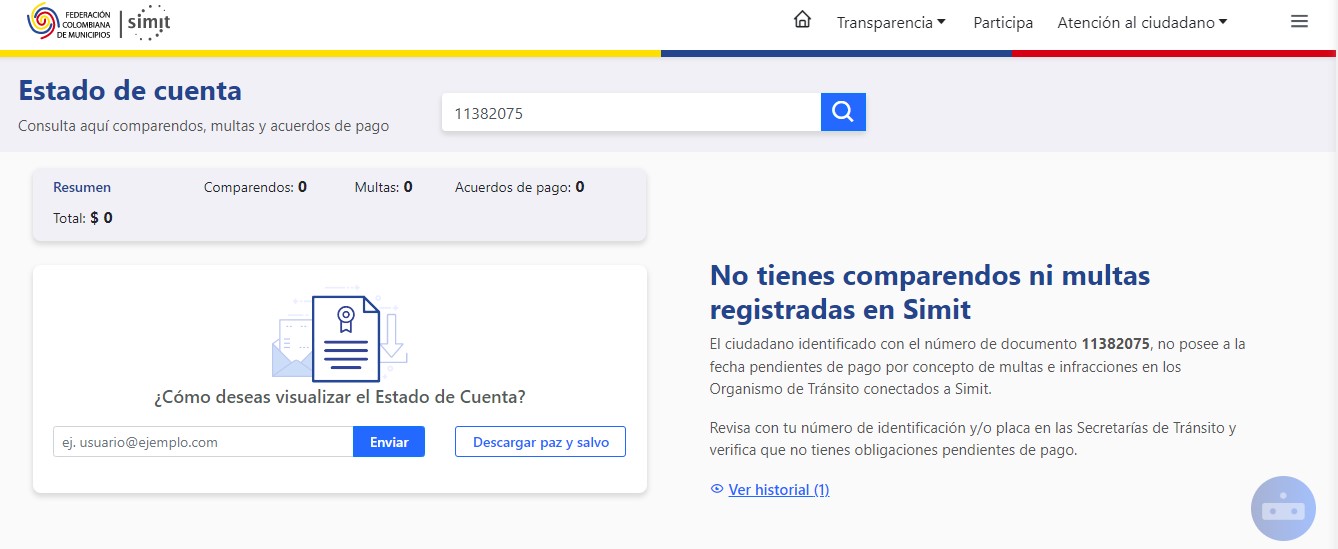 FEDERACIÓN
COLOMBIANA
DE MUNICIPIOS
simit
Transparencia
Participa
Atención al ciudadano
Estado de cuenta
Consulta aquí comparendos, multas y acuerdos de pago
11382075
Resumen
Comparendos: 0
Multas: 0
Acuerdos de pago: 0
Total: $ 0
¿Cómo deseas visualizar el Estado de Cuenta?
ej. usuario@ejemplo.com
Enviar
Descargar paz y salvo
No tienes comparendos ni multas
registradas en Simit
El ciudadano identificado con el número de documento 11382075, no posee a la
fecha pendientes de pago por concepto de multas e infracciones en los
Organismo de Tránsito conectados a Simit.
Revisa con tu número de identificación y/o placa en las Secretarías de Tránsito y
verifica que no tienes obligaciones pendientes de pago.
Ver historial (1)